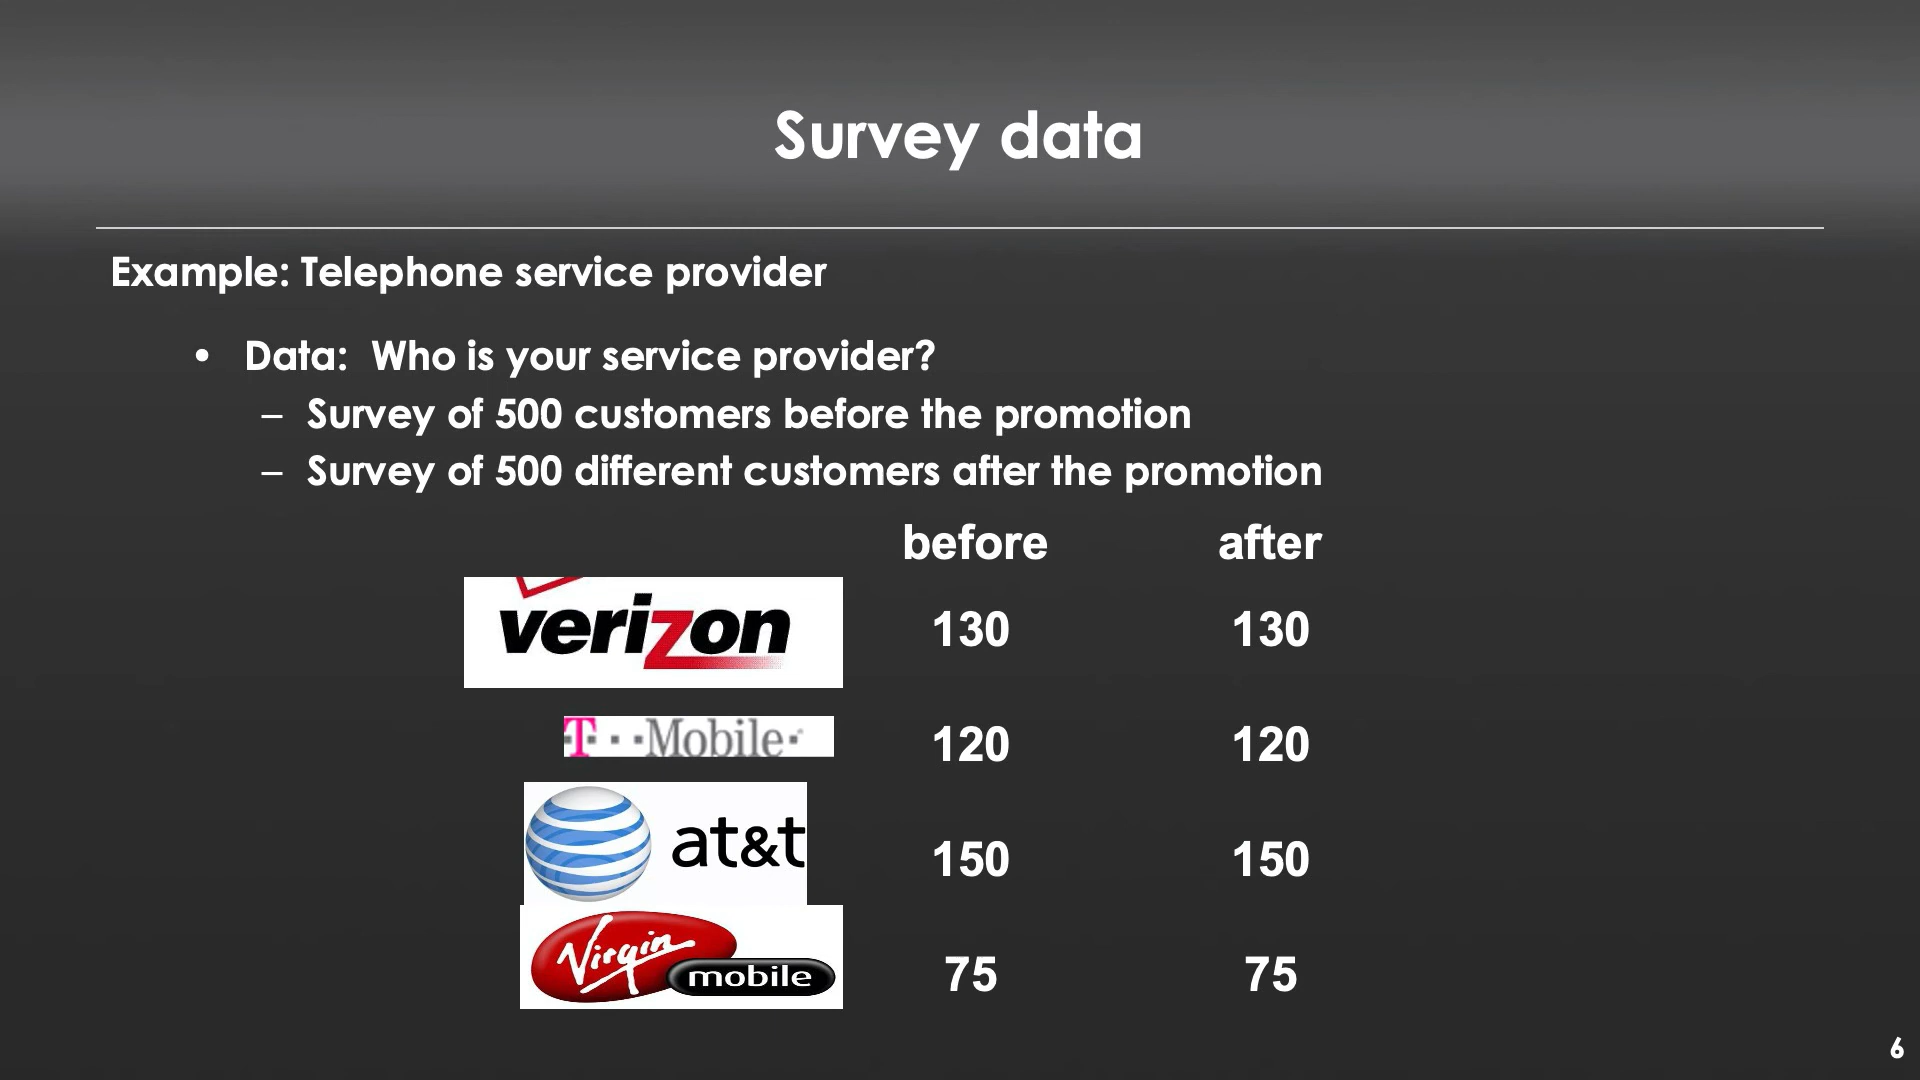 Survey data
Example: Telephone service provider
• Data: Who is your service provider?
– Survey of 500 customers before the promotion
– Survey of 500 different customers after the promotion
before after
verizon 130 130
T··Mobile· 120 120
at&t 150 150
Virgin mobile 75 75
6